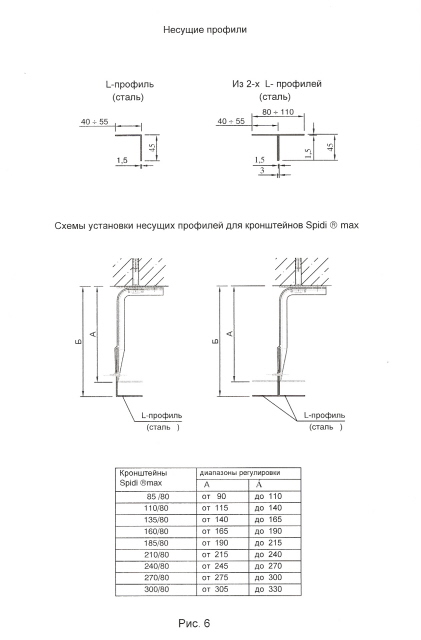 Несущие профили
L-профиль
(сталь)
Из 2-х L- профилей
(сталь)
40 ÷ 55
45
1,5
80 ÷ 110
40 ÷ 55
1,5
45
1,5
3
Схемы установки несущих профилей для кронштейнов Spidi ® max
Б
А
L-профиль
(сталь )
Б
А
L-профиль
(сталь )
Кронштейны Spidi ®max диапазоны регулировки
А А
85 /80 от 90 до 110
110/80 от 115 до 140
135/80 от 140 до 165
160/80 от 165 до 190
185/80 от 190 до 215
210/80 от 215 до 240
240/80 от 245 до 270
270/80 от 275 до 300
300/80 от 305 до 330
Рис. 6